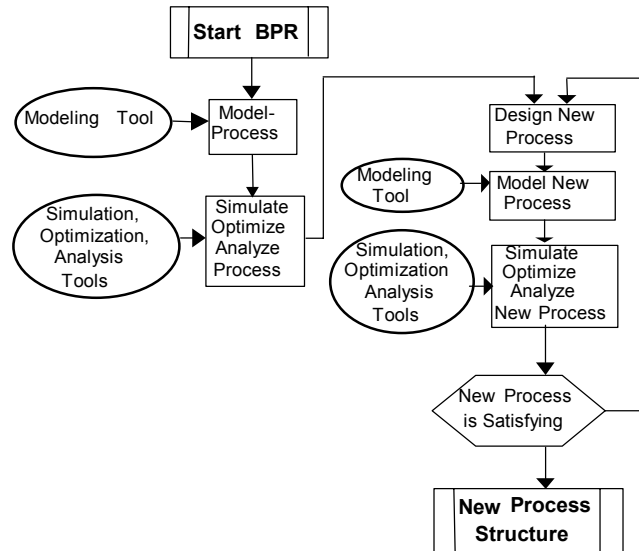 Start BPR
Modeling Tool
Model-
Process
Simulation,
Optimization,
Analysis
Tools
Simulate
Optimize
Analyze
Process
Design New
Process
Modeling
Tool
Model New
Process
Simulation,
Optimization
Analysis
Tools
Simulate
Optimize
Analyze
New Process
New Process
is Satisfying
New Process
Structure